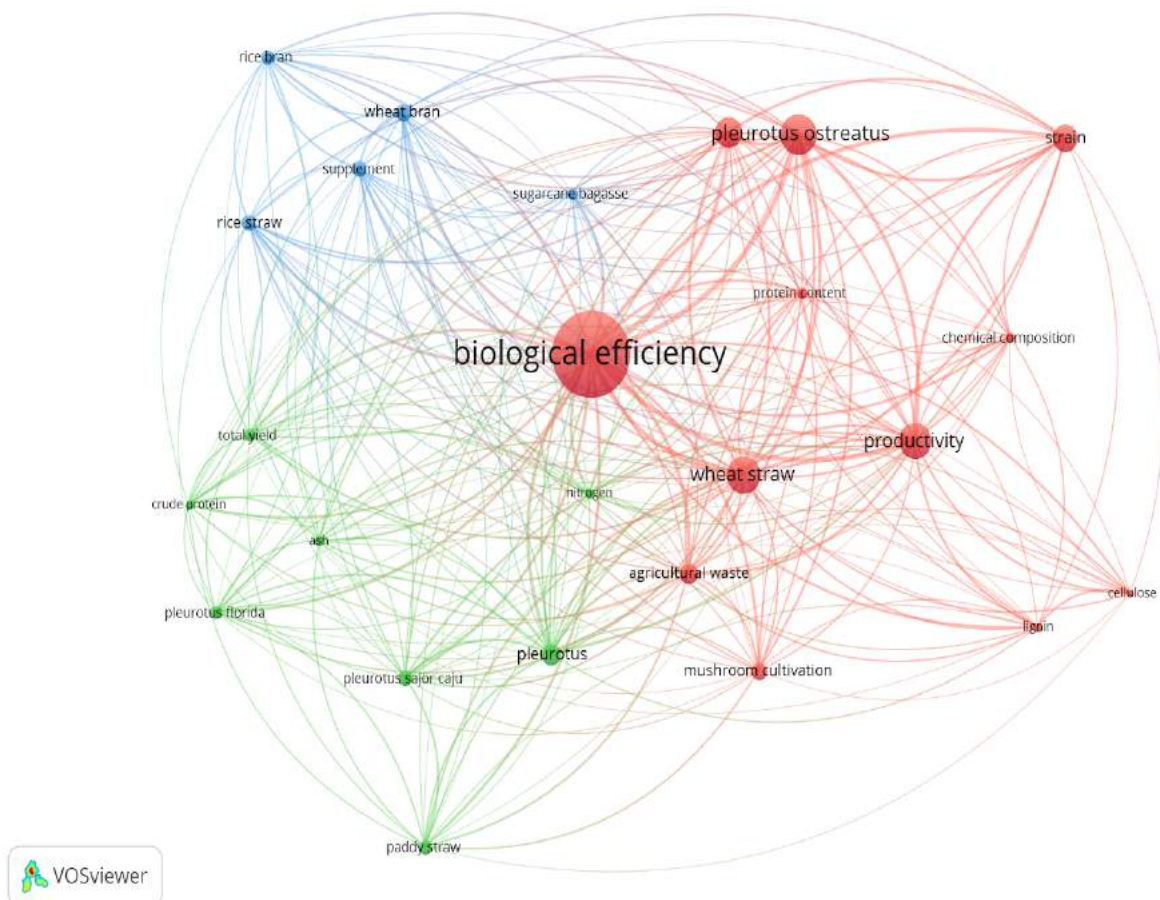 rice bran
wheat bran
pleurotus ostreatus
strain
supplement
sugarcane bagasse
rice straw
protein content
chemical composition
biological efficiency
total yield
productivity
wheat straw
nitrogen
crude protein
ash
agricultural waste
cellulose
pleurotus florida
lignin
pleurotus
mushroom cultivation
pleurotus sajor caju
paddy straw
VOSviewer